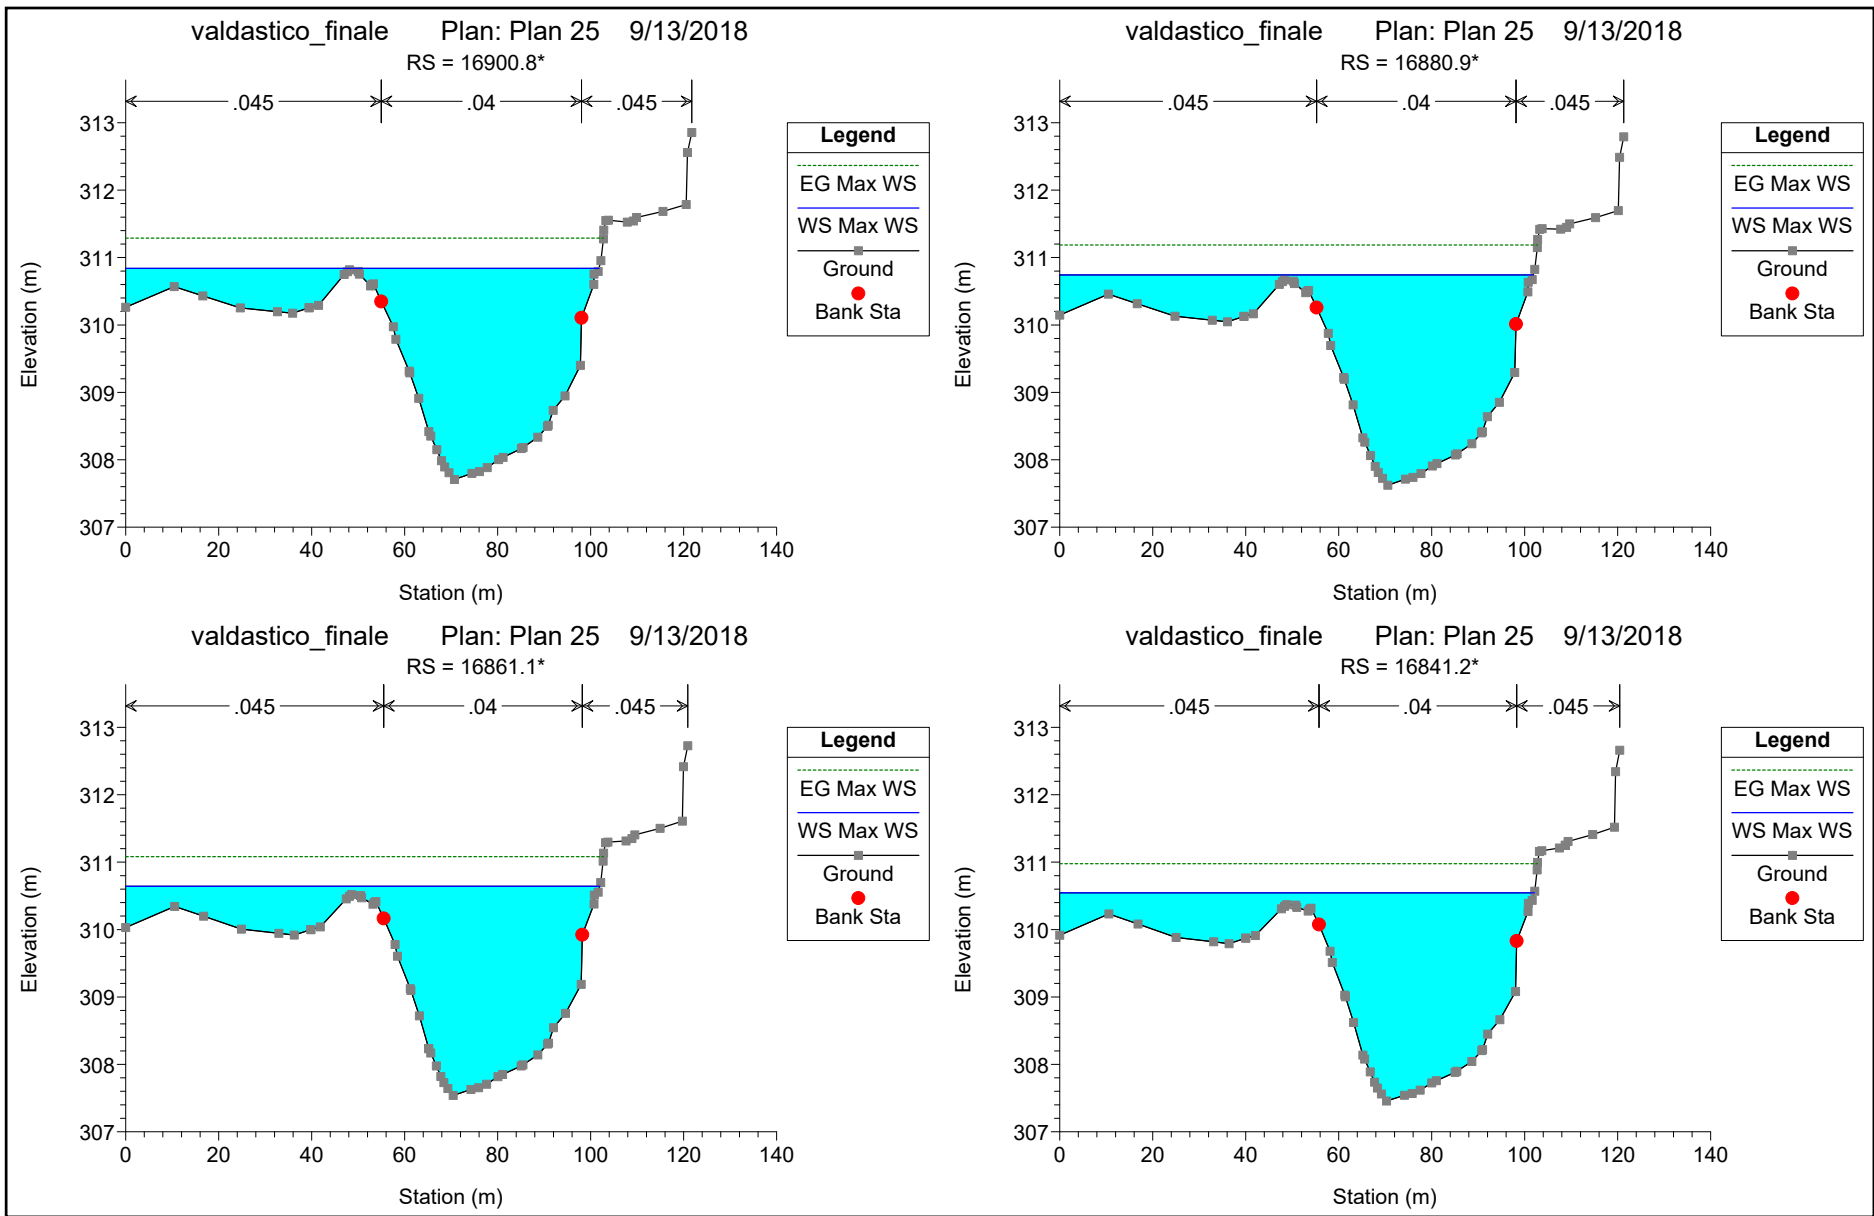 valdastico_finale Plan: Plan 25 9/13/2018
RS = 16900.8*
.045 .04 .045
Elevation (m)
313
312
311
310
309
308
307
0 20 40 60 80 100 120 140
Station (m)
Legend
EG Max WS
WS Max WS
Ground
Bank Sta
valdastico_finale Plan: Plan 25 9/13/2018
RS = 16880.9*
.045 .04 .045
Elevation (m)
313
312
311
310
309
308
307
0 20 40 60 80 100 120 140
Station (m)
Legend
EG Max WS
WS Max WS
Ground
Bank Sta
valdastico_finale Plan: Plan 25 9/13/2018
RS = 16861.1*
.045 .04 .045
Elevation (m)
313
312
311
310
309
308
307
0 20 40 60 80 100 120 140
Station (m)
Legend
EG Max WS
WS Max WS
Ground
Bank Sta
valdastico_finale Plan: Plan 25 9/13/2018
RS = 16841.2*
.045 .04 .045
Elevation (m)
313
312
311
310
309
308
307
0 20 40 60 80 100 120 140
Station (m)
Legend
EG Max WS
WS Max WS
Ground
Bank Sta